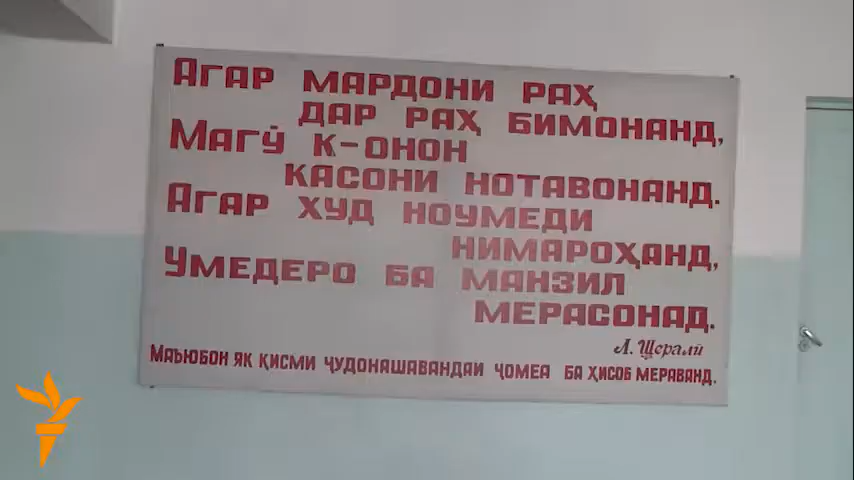 Агар мардони раҳ
дар раҳ бимонанд,
Магӯ к-онон
касони нотавонанд.
Агар худ ноумеди
нимароҳанд,
Умедеро ба манзил
мерасонад.
Л. Шералӣ
Маъюбон як қисми ҷудонашавандаи ҷомеа ба ҳисоб мераванд.